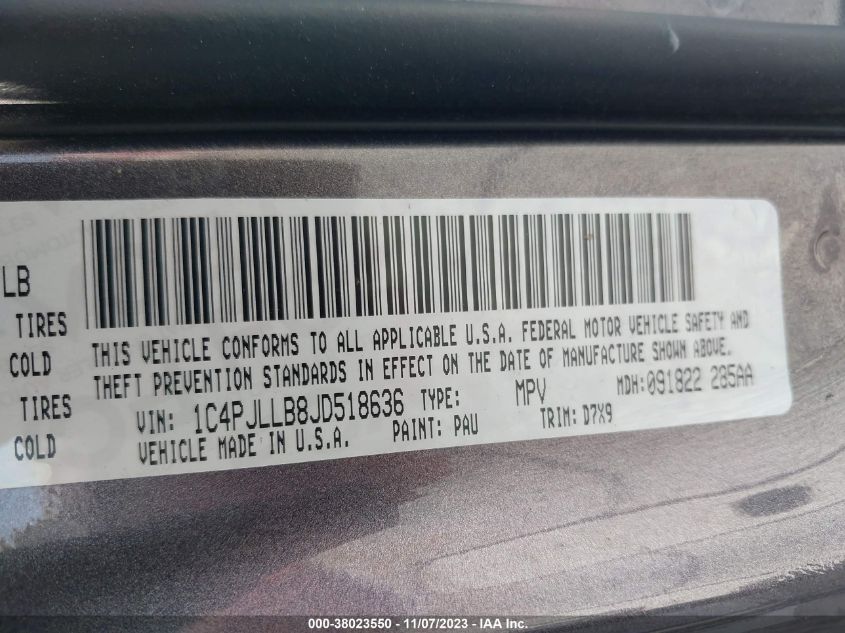 LB
TIRES
COLD
TIRES
COLD
THIS VEHICLE CONFORMS TO ALL APPLICABLE U.S.A. FEDERAL MOTOR VEHICLE SAFETY AND
THEFT PREVENTION STANDARDS IN EFFECT ON THE DATE OF MANUFACTURE SHOWN ABOVE.
VIN: 1C4PJLLB8JD518636 TYPE: MPV MDH:091822 285AA
VEHICLE MADE IN U.S.A. PAINT: PAU TRIM: D7X9
000-38023550 - 11/07/2023 - IAA Inc.